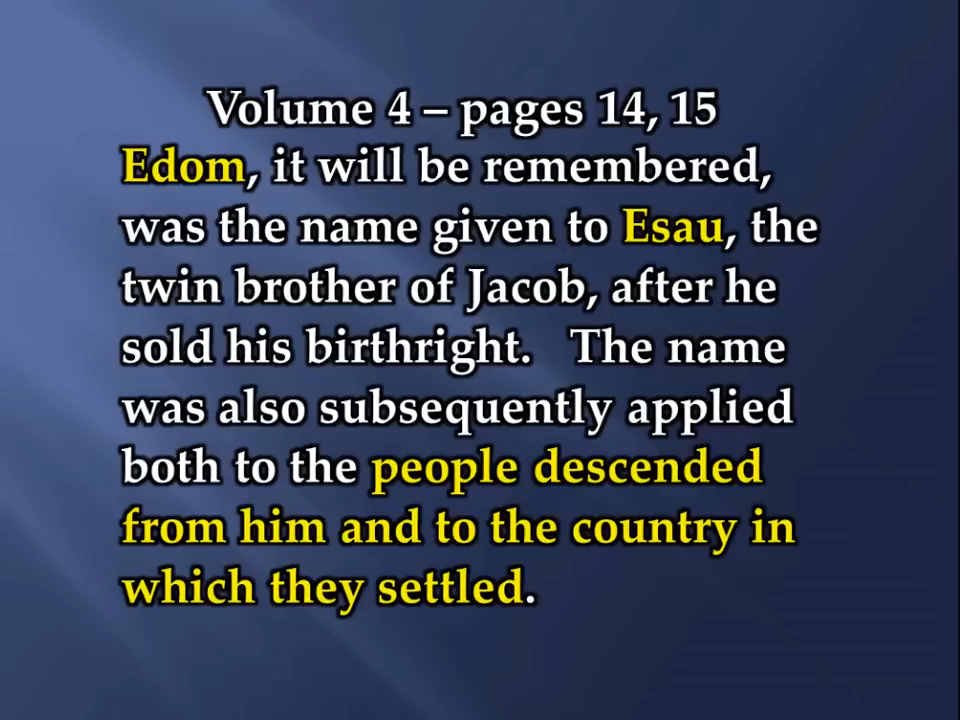 Volume 4 – pages 14, 15
Edom, it will be remembered,
was the name given to Esau, the
twin brother of Jacob, after he
sold his birthright.   The name
was also subsequently applied
both to the people descended
from him and to the country in
which they settled.